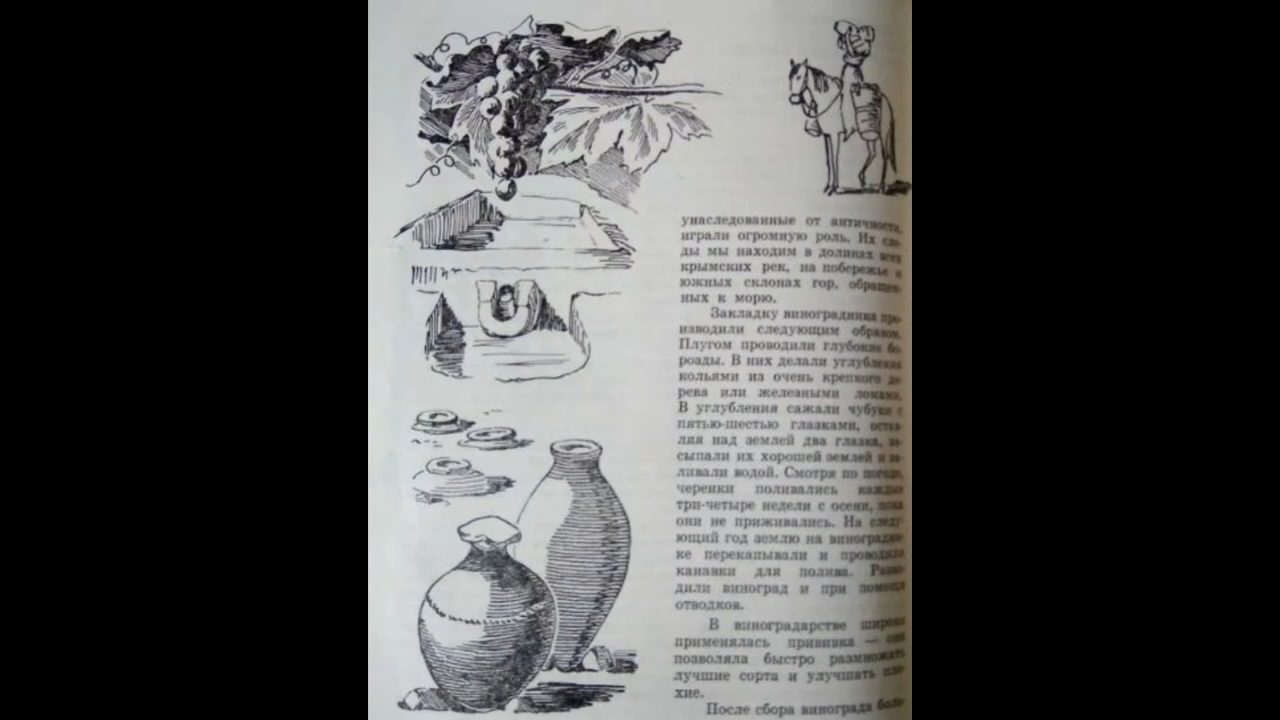 унаследованные от античности,
играли огромную роль. Их сле-
ды мы находим в долинах всех
крымских рек, на побережье и
южных склонах гор, обращен-
ных к морю.
Закладку виноградника про-
изводили следующим образом.
Плугом проводили глубокие бо-
розды. В них делали углубления
кольями из очень крепкого де-
рева или железными ломами.
В углубления сажали чубуки с
пятью-шестью глазками, остав-
ляя над землей два глазка, за-
сыпали их хорошей землей и за-
ливали водой. Смотря по погоде,
черенки поливались каждые
три-четыре недели с осени, пока
они не приживались. На следу-
ющий год землю на виноградни-
ке перекапывали и проводили
канавки для полива. Разво-
дили виноград и при помощи
отводков.
В виноградарстве широко
применялась прививка — она
позволяла быстро размножать
лучшие сорта и улучшать пло-
хие.
После сбора винограда боль-